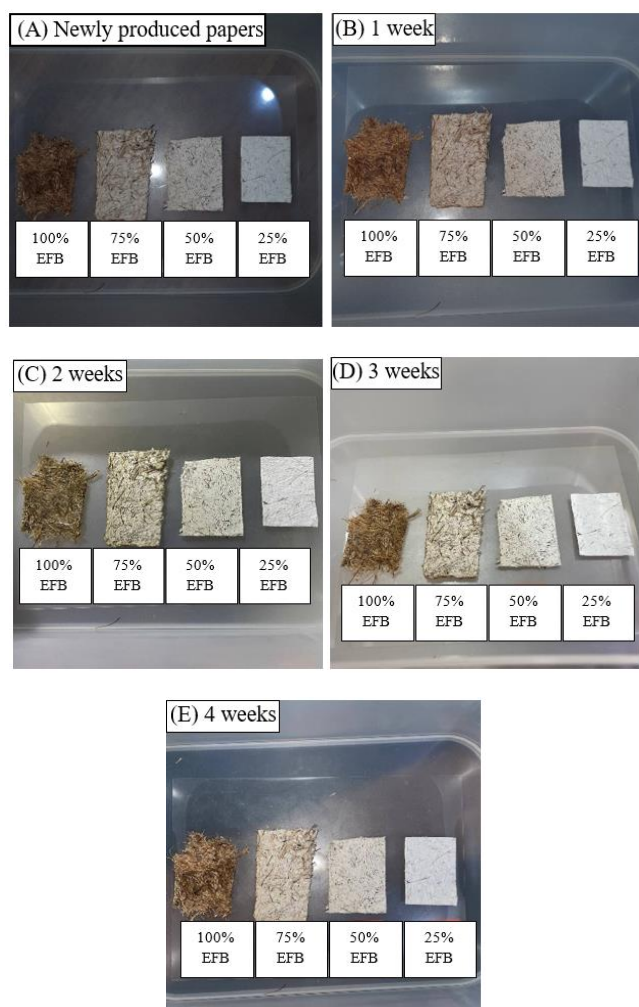 (A) Newly produced papers
100% EFB
75% EFB
50% EFB
25% EFB
(B) 1 week
100% EFB
75% EFB
50% EFB
25% EFB
(C) 2 weeks
100% EFB
75% EFB
50% EFB
25% EFB
(D) 3 weeks
100% EFB
75% EFB
50% EFB
25% EFB
(E) 4 weeks
100% EFB
75% EFB
50% EFB
25% EFB